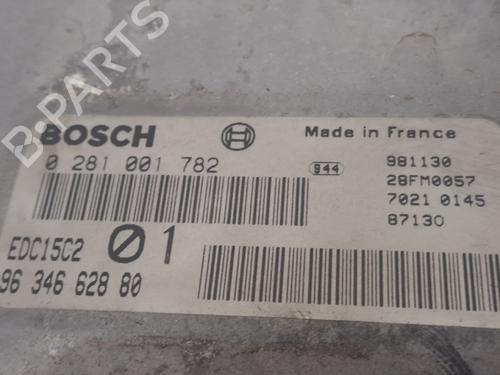 B-PARTS
BOSCH Made in France
0 281 001 782 944 981130
28FM0057
7021 0145
87130
EDC15C2 Ø1
96 346 628 80